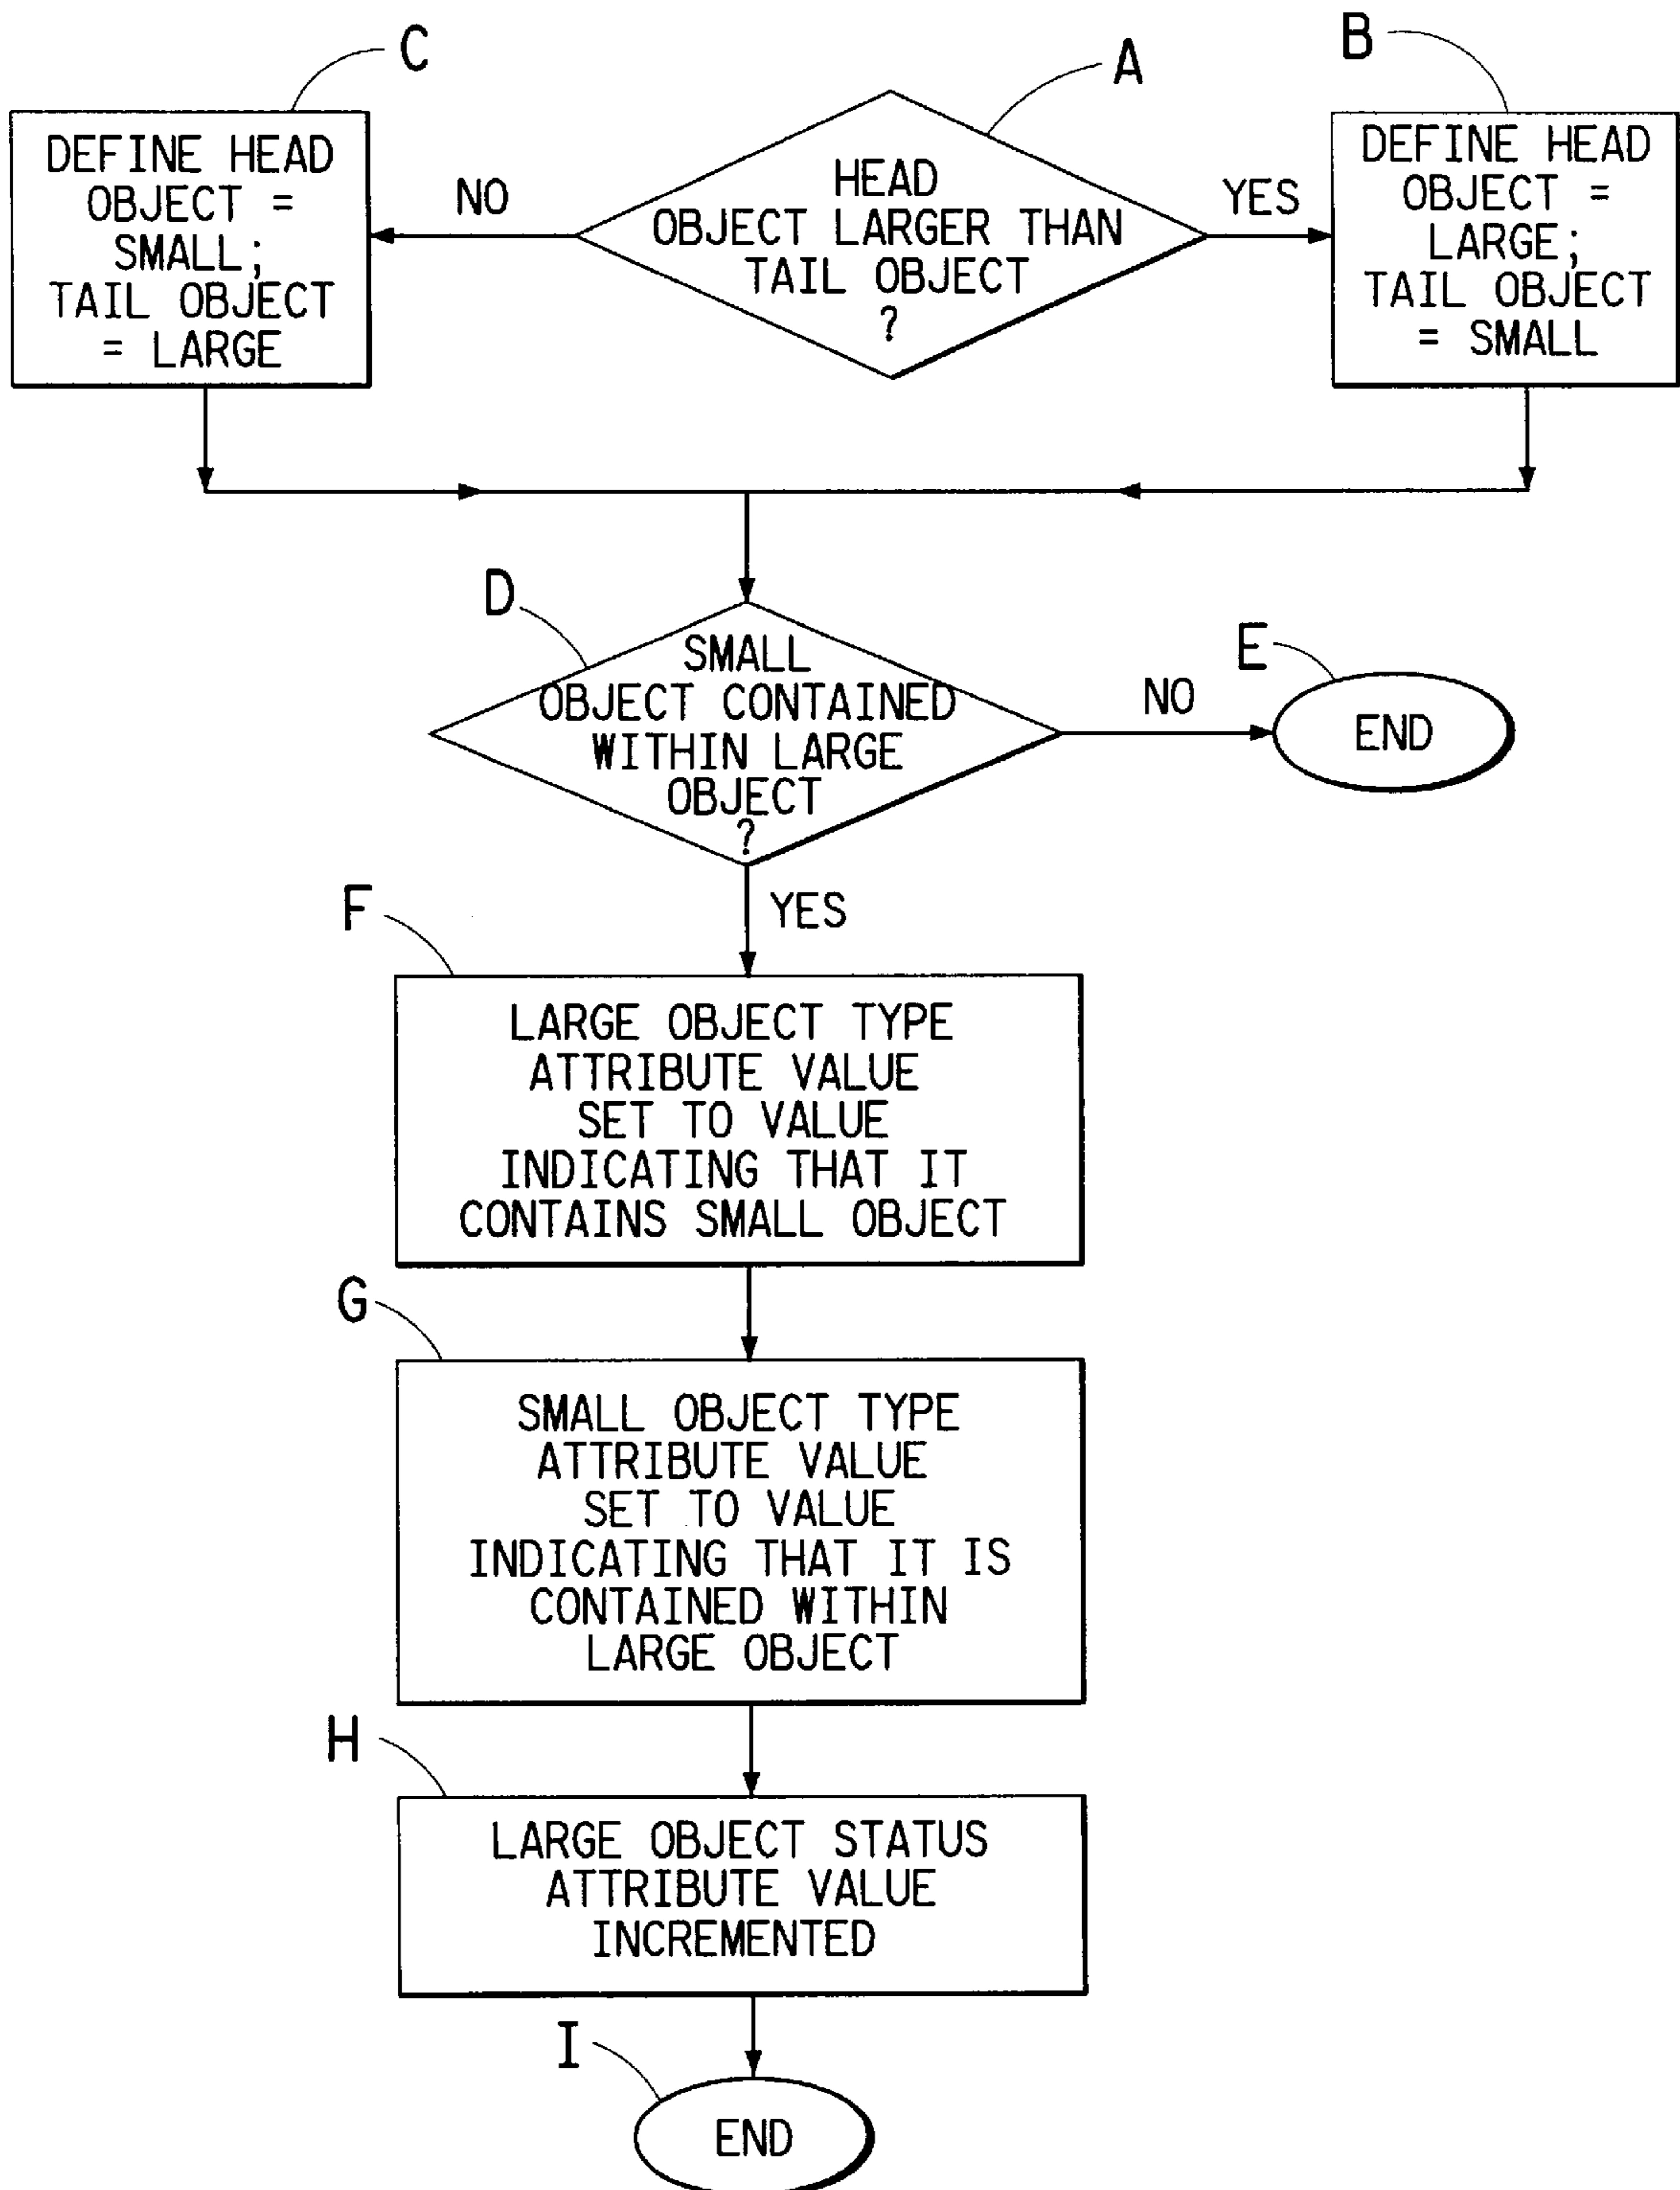 C
A
B
DEFINE HEAD
OBJECT =
SMALL;
TAIL OBJECT
= LARGE
NO
HEAD
OBJECT LARGER THAN
TAIL OBJECT
?
YES
DEFINE HEAD
OBJECT =
LARGE;
TAIL OBJECT
= SMALL
D
SMALL
OBJECT CONTAINED
WITHIN LARGE
OBJECT
?
NO
E
END
YES
F
LARGE OBJECT TYPE
ATTRIBUTE VALUE
SET TO VALUE
INDICATING THAT IT
CONTAINS SMALL OBJECT
G
SMALL OBJECT TYPE
ATTRIBUTE VALUE
SET TO VALUE
INDICATING THAT IT IS
CONTAINED WITHIN
LARGE OBJECT
H
LARGE OBJECT STATUS
ATTRIBUTE VALUE
INCREMENTED
I
END